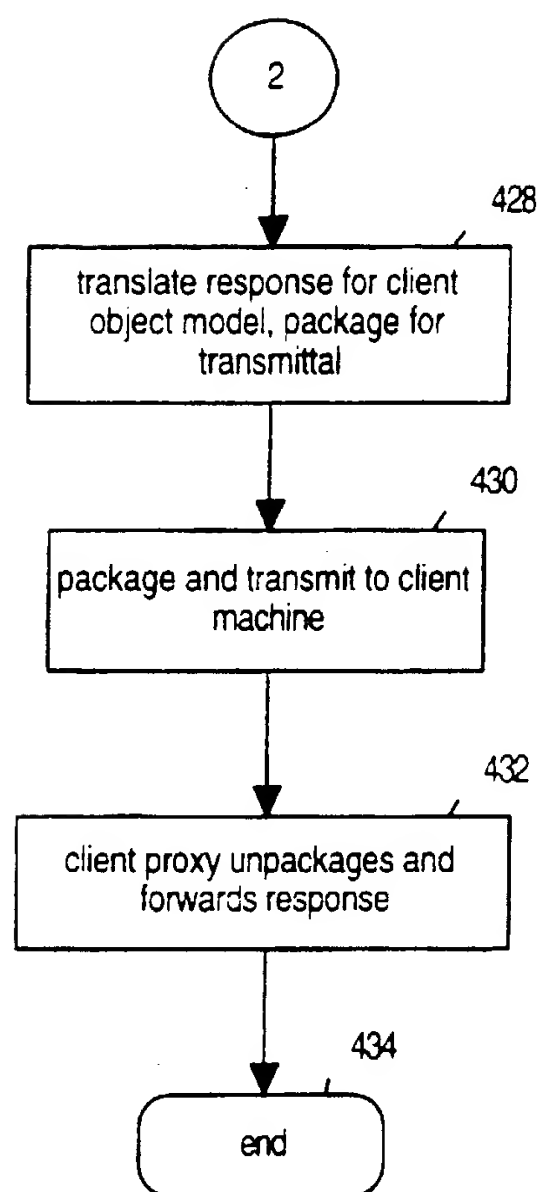 2
428
translate response for client
object model, package for
transmittal
430
package and transmit to client
machine
432
client proxy unpackages and
forwards response
434
end